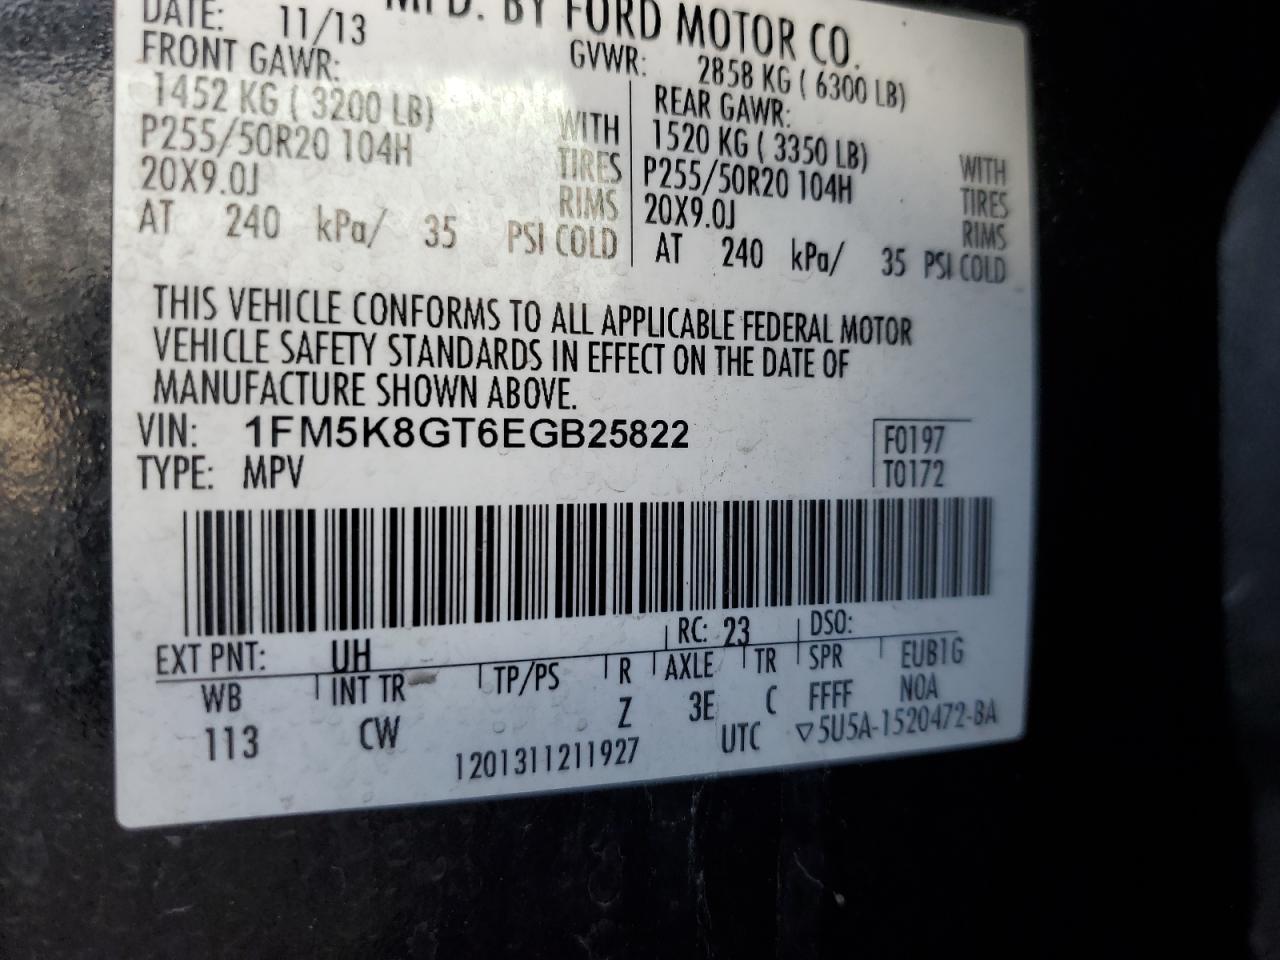 DATE: 11/13 MFD. BY FORD MOTOR CO.
FRONT GAWR: GVWR: 2858 KG ( 6300 LB)
1452 KG ( 3200 LB) WITH
P255/50R20 104H TIRES
20X9.0J RIMS
AT 240 kPa/ 35 PSI COLD
REAR GAWR:
1520 KG ( 3350 LB) WITH
P255/50R20 104H TIRES
20X9.0J RIMS
AT 240 kPa/ 35 PSI COLD
THIS VEHICLE CONFORMS TO ALL APPLICABLE FEDERAL MOTOR
VEHICLE SAFETY STANDARDS IN EFFECT ON THE DATE OF
MANUFACTURE SHOWN ABOVE.
VIN: 1FM5K8GT6EGB25822 F0197
TYPE: MPV T0172
EXT PNT: UH RC: 23 DSO:
WB INT TR TP/PS R AXLE TR SPR EUB1G
113 CW Z 3E C FFFF N0A
1201311211927 UTC ▽5U5A-1520472-BA